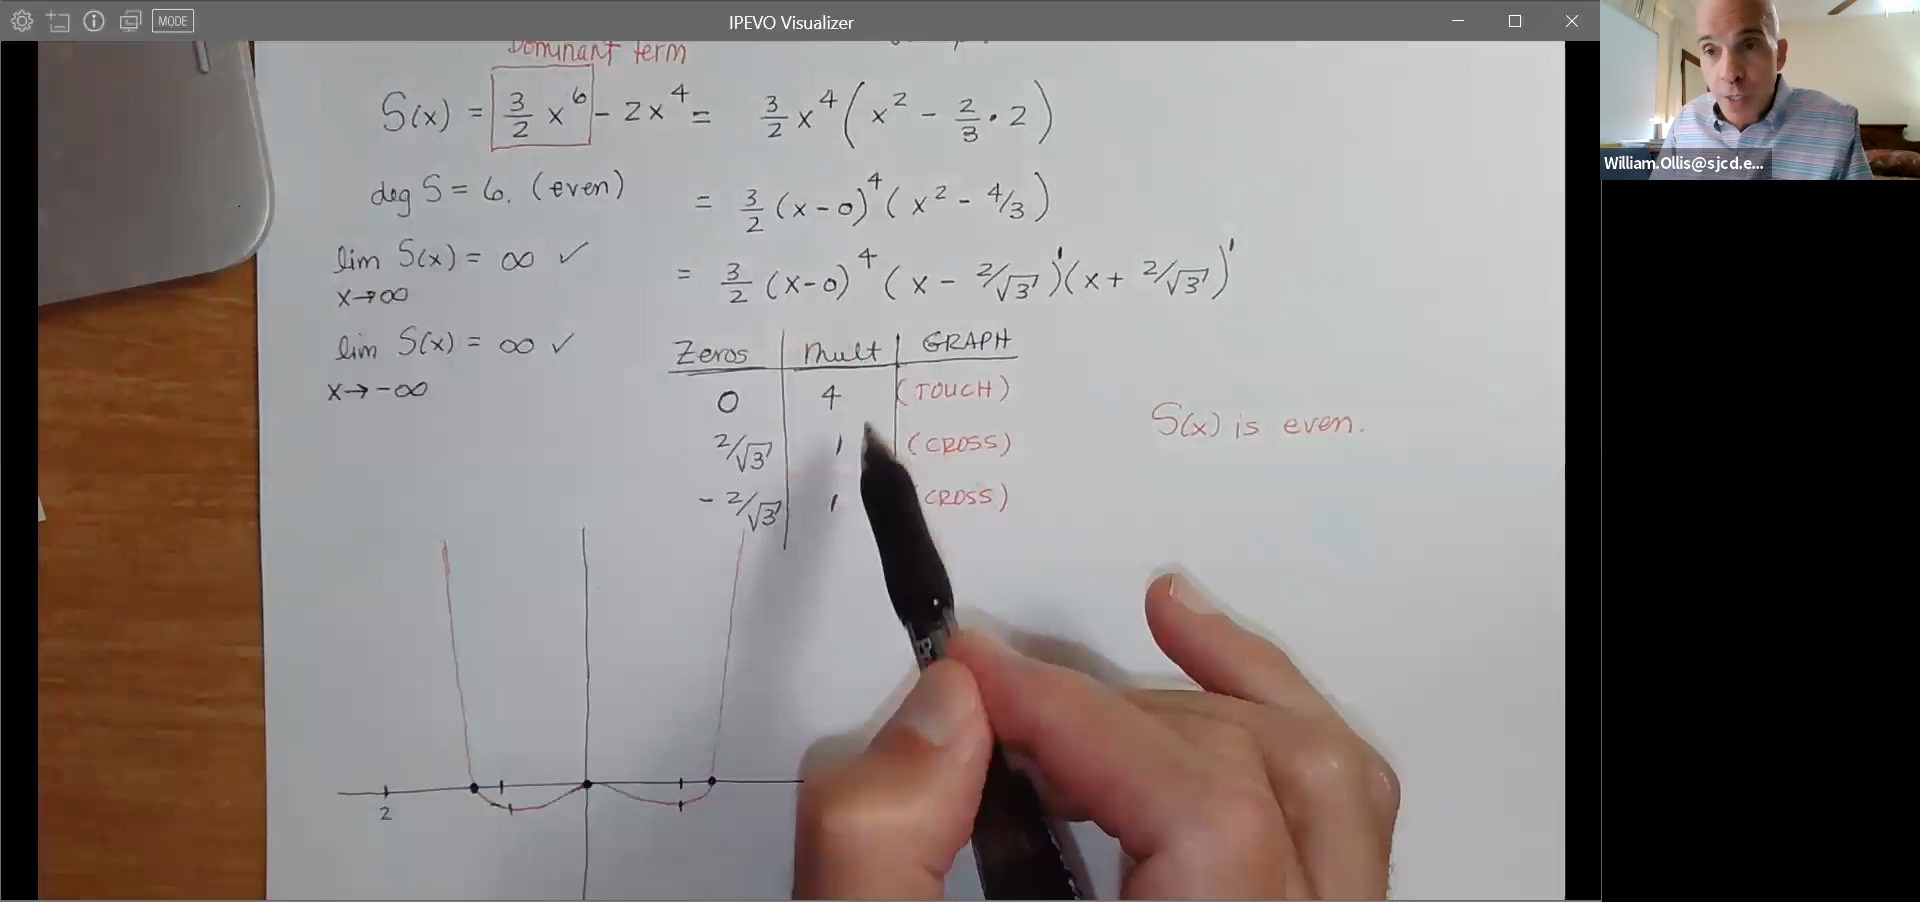 MODE
IPEVO Visualizer
William.Ollis@sjcd.e...
Dominant term
S(x) = 3/2 x^6 - 2x^4 = 3/2 x^4 ( x^2 - 2/3 · 2 )
deg S = 6. (even)
= 3/2 (x-0)^4 ( x^2 - 4/3 )
lim S(x) = ∞ ✓
x→∞
= 3/2 (x-0)^4 ( x - 2/√3 )^1 ( x + 2/√3 )^1
lim S(x) = ∞ ✓
x→-∞
Zeros | Mult | GRAPH
0 | 4 | (TOUCH)
2/√3 | 1 | (CROSS)
- 2/√3 | 1 | (CROSS)
S(x) is even.
2